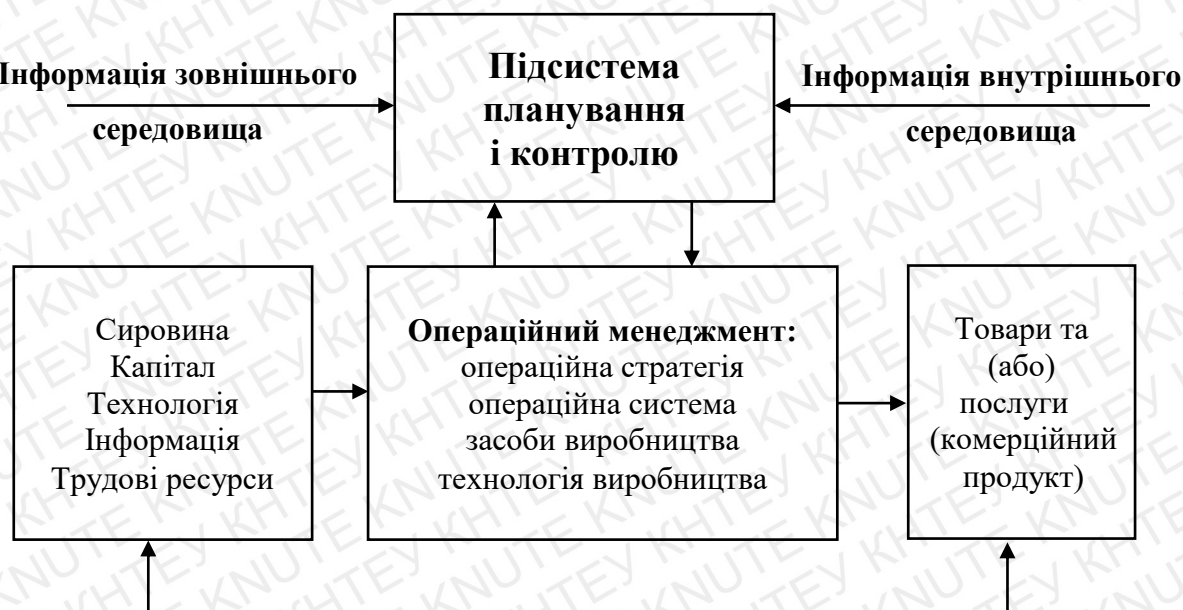 Інформація зовнішнього
середовища
Підсистема
планування
і контролю
Інформація внутрішнього
середовища
Сировина
Капітал
Технологія
Інформація
Трудові ресурси
Операційний менеджмент:
операційна стратегія
операційна система
засоби виробництва
технологія виробництва
Товари та
(або)
послуги
(комерційний
продукт)